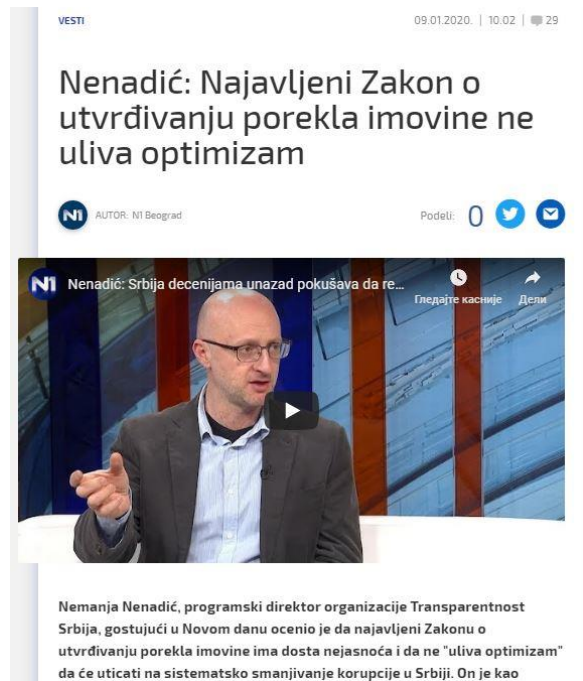 VESTI
09.01.2020. | 10.02 | 29
Nenadić: Najavljeni Zakon o
utvrđivanju porekla imovine ne
uliva optimizam
N1
AUTOR: N1 Beograd
Podeli: 0
N1
Nenadić: Srbija decenijama unazad pokušava da re...
Гледајте касније
Дели
Nemanja Nenadić, programski direktor organizacije Transparentnost
Srbija, gostujući u Novom danu ocenio je da najavljeni Zakonu o
utvrđivanju porekla imovine ima dosta nejasnoća i da ne "uliva optimizam"
da će uticati na sistematsko smanjivanje korupcije u Srbiji. On je kao